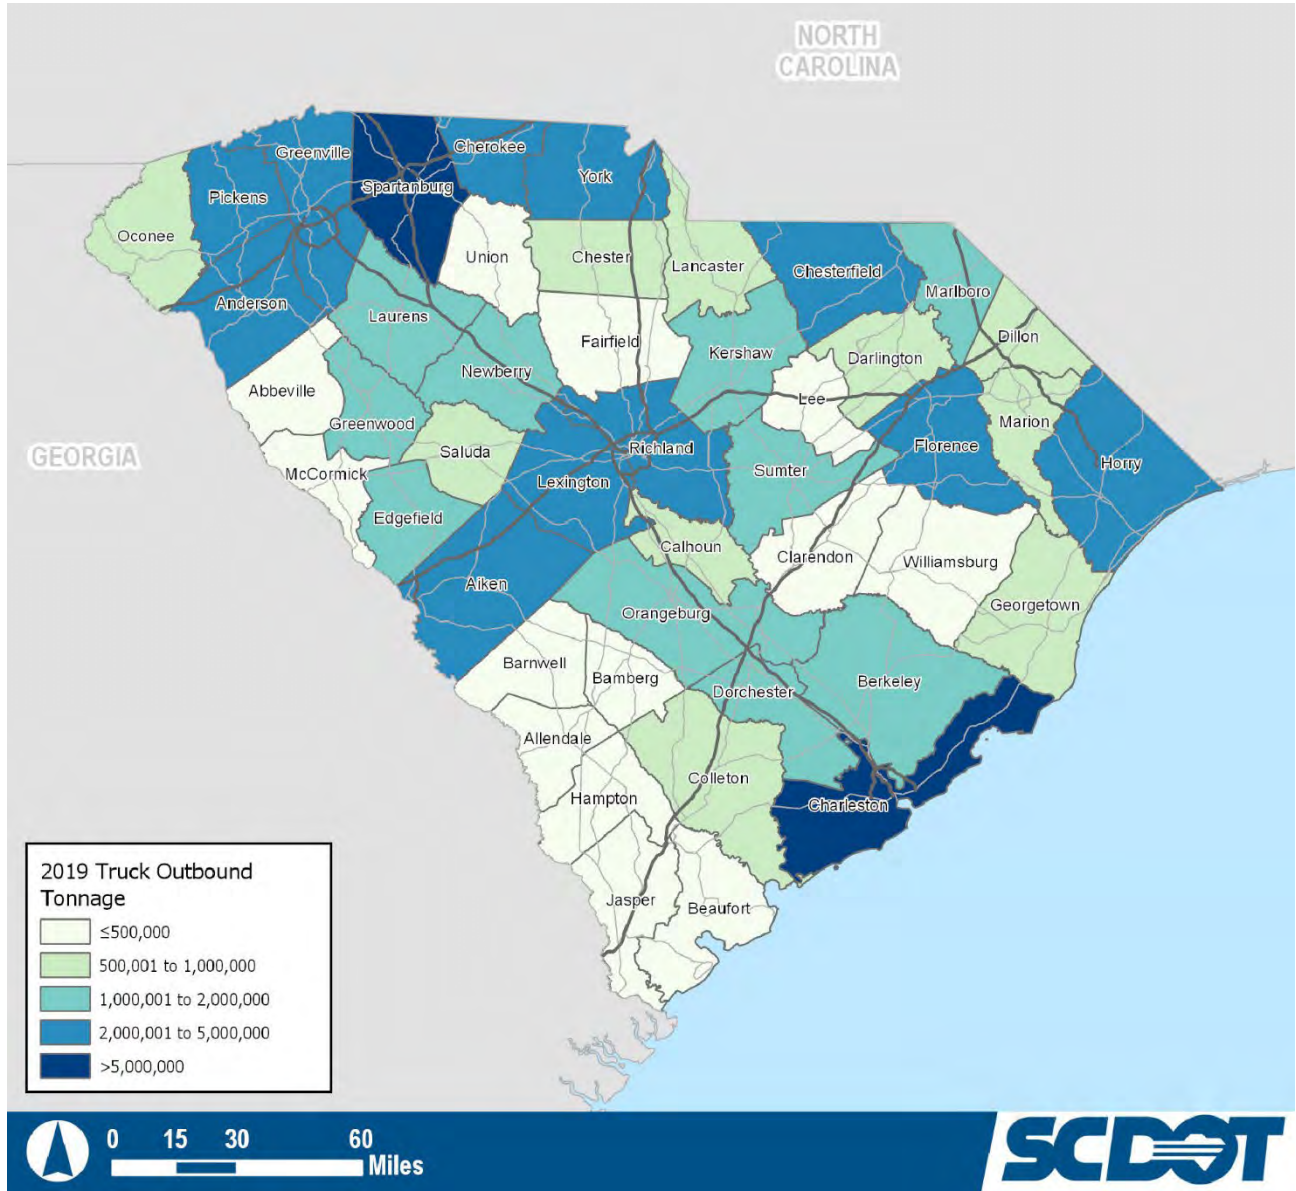 NORTH
CAROLINA
Greenville
Cherokee
Spartanburg
York
Pickens
Oconee
Union
Chester
Lancaster
Chesterfield
Marlboro
Anderson
Laurens
Fairfield
Kershaw
Darlington
Dillon
Newberry
Abbeville
Lee
Greenwood
Marion
GEORGIA
Saluda
Richland
Florence
Horry
McCormick
Lexington
Sumter
Edgefield
Calhoun
Clarendon
Williamsburg
Aiken
Georgetown
Orangeburg
Barnwell
Bamberg
Berkeley
Dorchester
Allendale
Colleton
Hampton
Charleston
Jasper
Beaufort
2019 Truck Outbound
Tonnage
≤500,000
500,001 to 1,000,000
1,000,001 to 2,000,000
2,000,001 to 5,000,000
>5,000,000
0 15 30 60
Miles
SCDOT